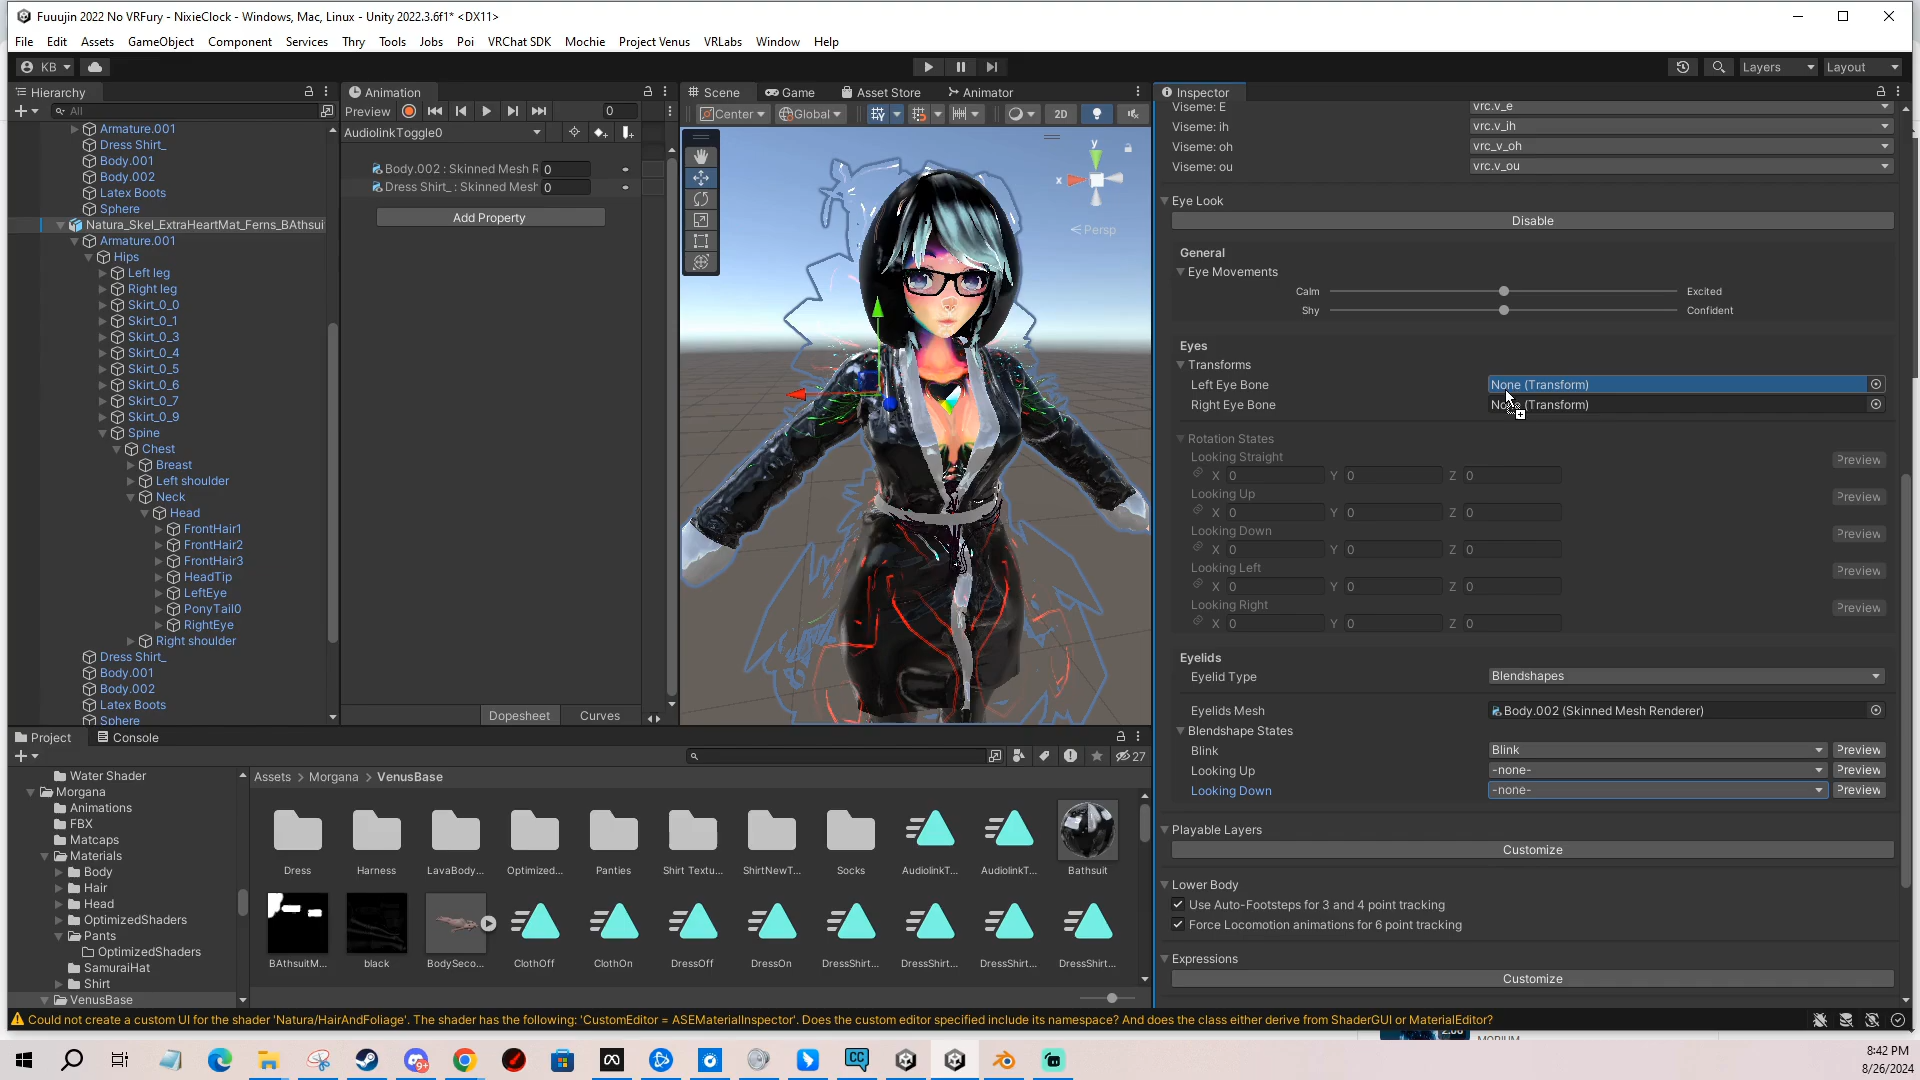 Fuuujin 2022 No VRFury - NixieClock - Windows, Mac, Linux - Unity 2022.3.6f1* <DX11>
File Edit Assets GameObject Component Services Thry Tools Jobs Poi VRChat SDK Mochie Project Venus VRLabs Window Help
KB
Layers Layout
Hierarchy
All
Armature.001
Dress Shirt_
Body.001
Body.002
Latex Boots
Sphere
Natura_Skel_ExtraHeartMat_Ferns_BAthsui
Armature.001
Hips
Left leg
Right leg
Skirt_0_0
Skirt_0_1
Skirt_0_3
Skirt_0_4
Skirt_0_5
Skirt_0_6
Skirt_0_7
Skirt_0_9
Spine
Chest
Breast
Left shoulder
Neck
Head
FrontHair1
FrontHair2
FrontHair3
HeadTip
LeftEye
PonyTail0
RightEye
Right shoulder
Dress Shirt_
Body.001
Body.002
Latex Boots
Sphere
Animation
Preview 0
AudiolinkToggle0
Body.002 : Skinned Mesh R 0
Dress Shirt_ : Skinned Mesh 0
Add Property
Dopesheet Curves
Scene Game Asset Store Animator
Center Global 2D
y
x
Persp
Inspector
Viseme: E vrc.v_e
Viseme: ih vrc.v_ih
Viseme: oh vrc_v_oh
Viseme: ou vrc.v_ou
Eye Look
Disable
General
Eye Movements
Calm Excited
Shy Confident
Eyes
Transforms
Left Eye Bone None (Transform)
Right Eye Bone (Transform)
Rotation States
Looking Straight Preview
X 0 Y 0 Z 0
Looking Up Preview
X 0 Y 0 Z 0
Looking Down Preview
X 0 Y 0 Z 0
Looking Left Preview
X 0 Y 0 Z 0
Looking Right Preview
X 0 Y 0 Z 0
Eyelids
Eyelid Type Blendshapes
Eyelids Mesh Body.002 (Skinned Mesh Renderer)
Blendshape States
Blink Blink Preview
Looking Up -none- Preview
Looking Down -none- Preview
Playable Layers
Customize
Lower Body
Use Auto-Footsteps for 3 and 4 point tracking
Force Locomotion animations for 6 point tracking
Expressions
Customize
Project Console
27
Water Shader
Morgana
Animations
FBX
Matcaps
Materials
Body
Hair
Head
OptimizedShaders
Pants
OptimizedShaders
SamuraiHat
Shirt
VenusBase
Assets > Morgana > VenusBase
Dress Harness LavaBody... Optimized... Panties Shirt Textu... ShirtNewT... Socks AudiolinkT... AudiolinkT... Bathsuit
BAthsuitM... black BodySeco... ClothOff ClothOn DressOff DressOn DressShirt... DressShirt... DressShirt... DressShirt...
Could not create a custom UI for the shader 'Natura/HairAndFoliage'. The shader has the following: 'CustomEditor = ASEMaterialInspector'. Does the custom editor specified include its namespace? And does the class either derive from ShaderGUI or MaterialEditor?
CC
8:42 PM
8/26/2024